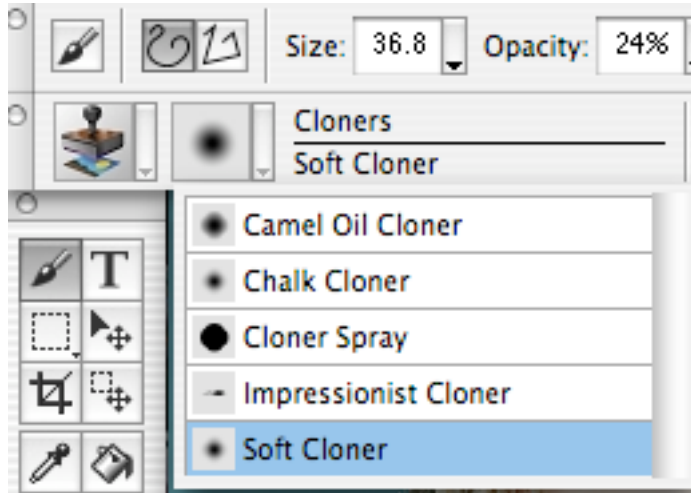 Size: 36.8 Opacity: 24%
Cloners
Soft Cloner
Camel Oil Cloner
T
Chalk Cloner
Cloner Spray
Impressionist Cloner
Soft Cloner